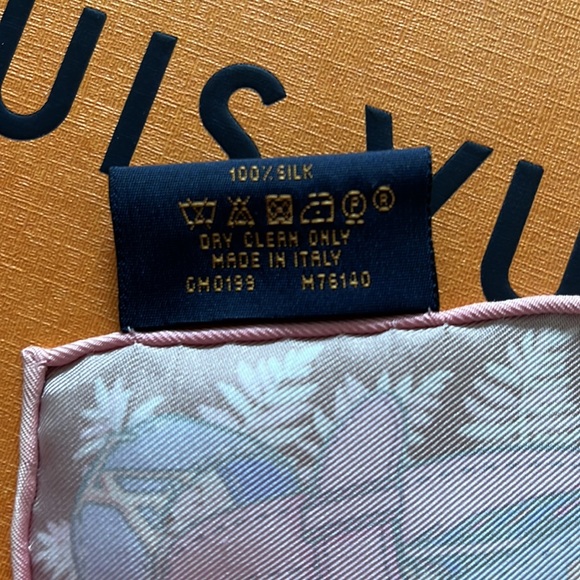 UIS VU
100% SILK
P ®
DRY CLEAN ONLY
MADE IN ITALY
GM0199 M76140